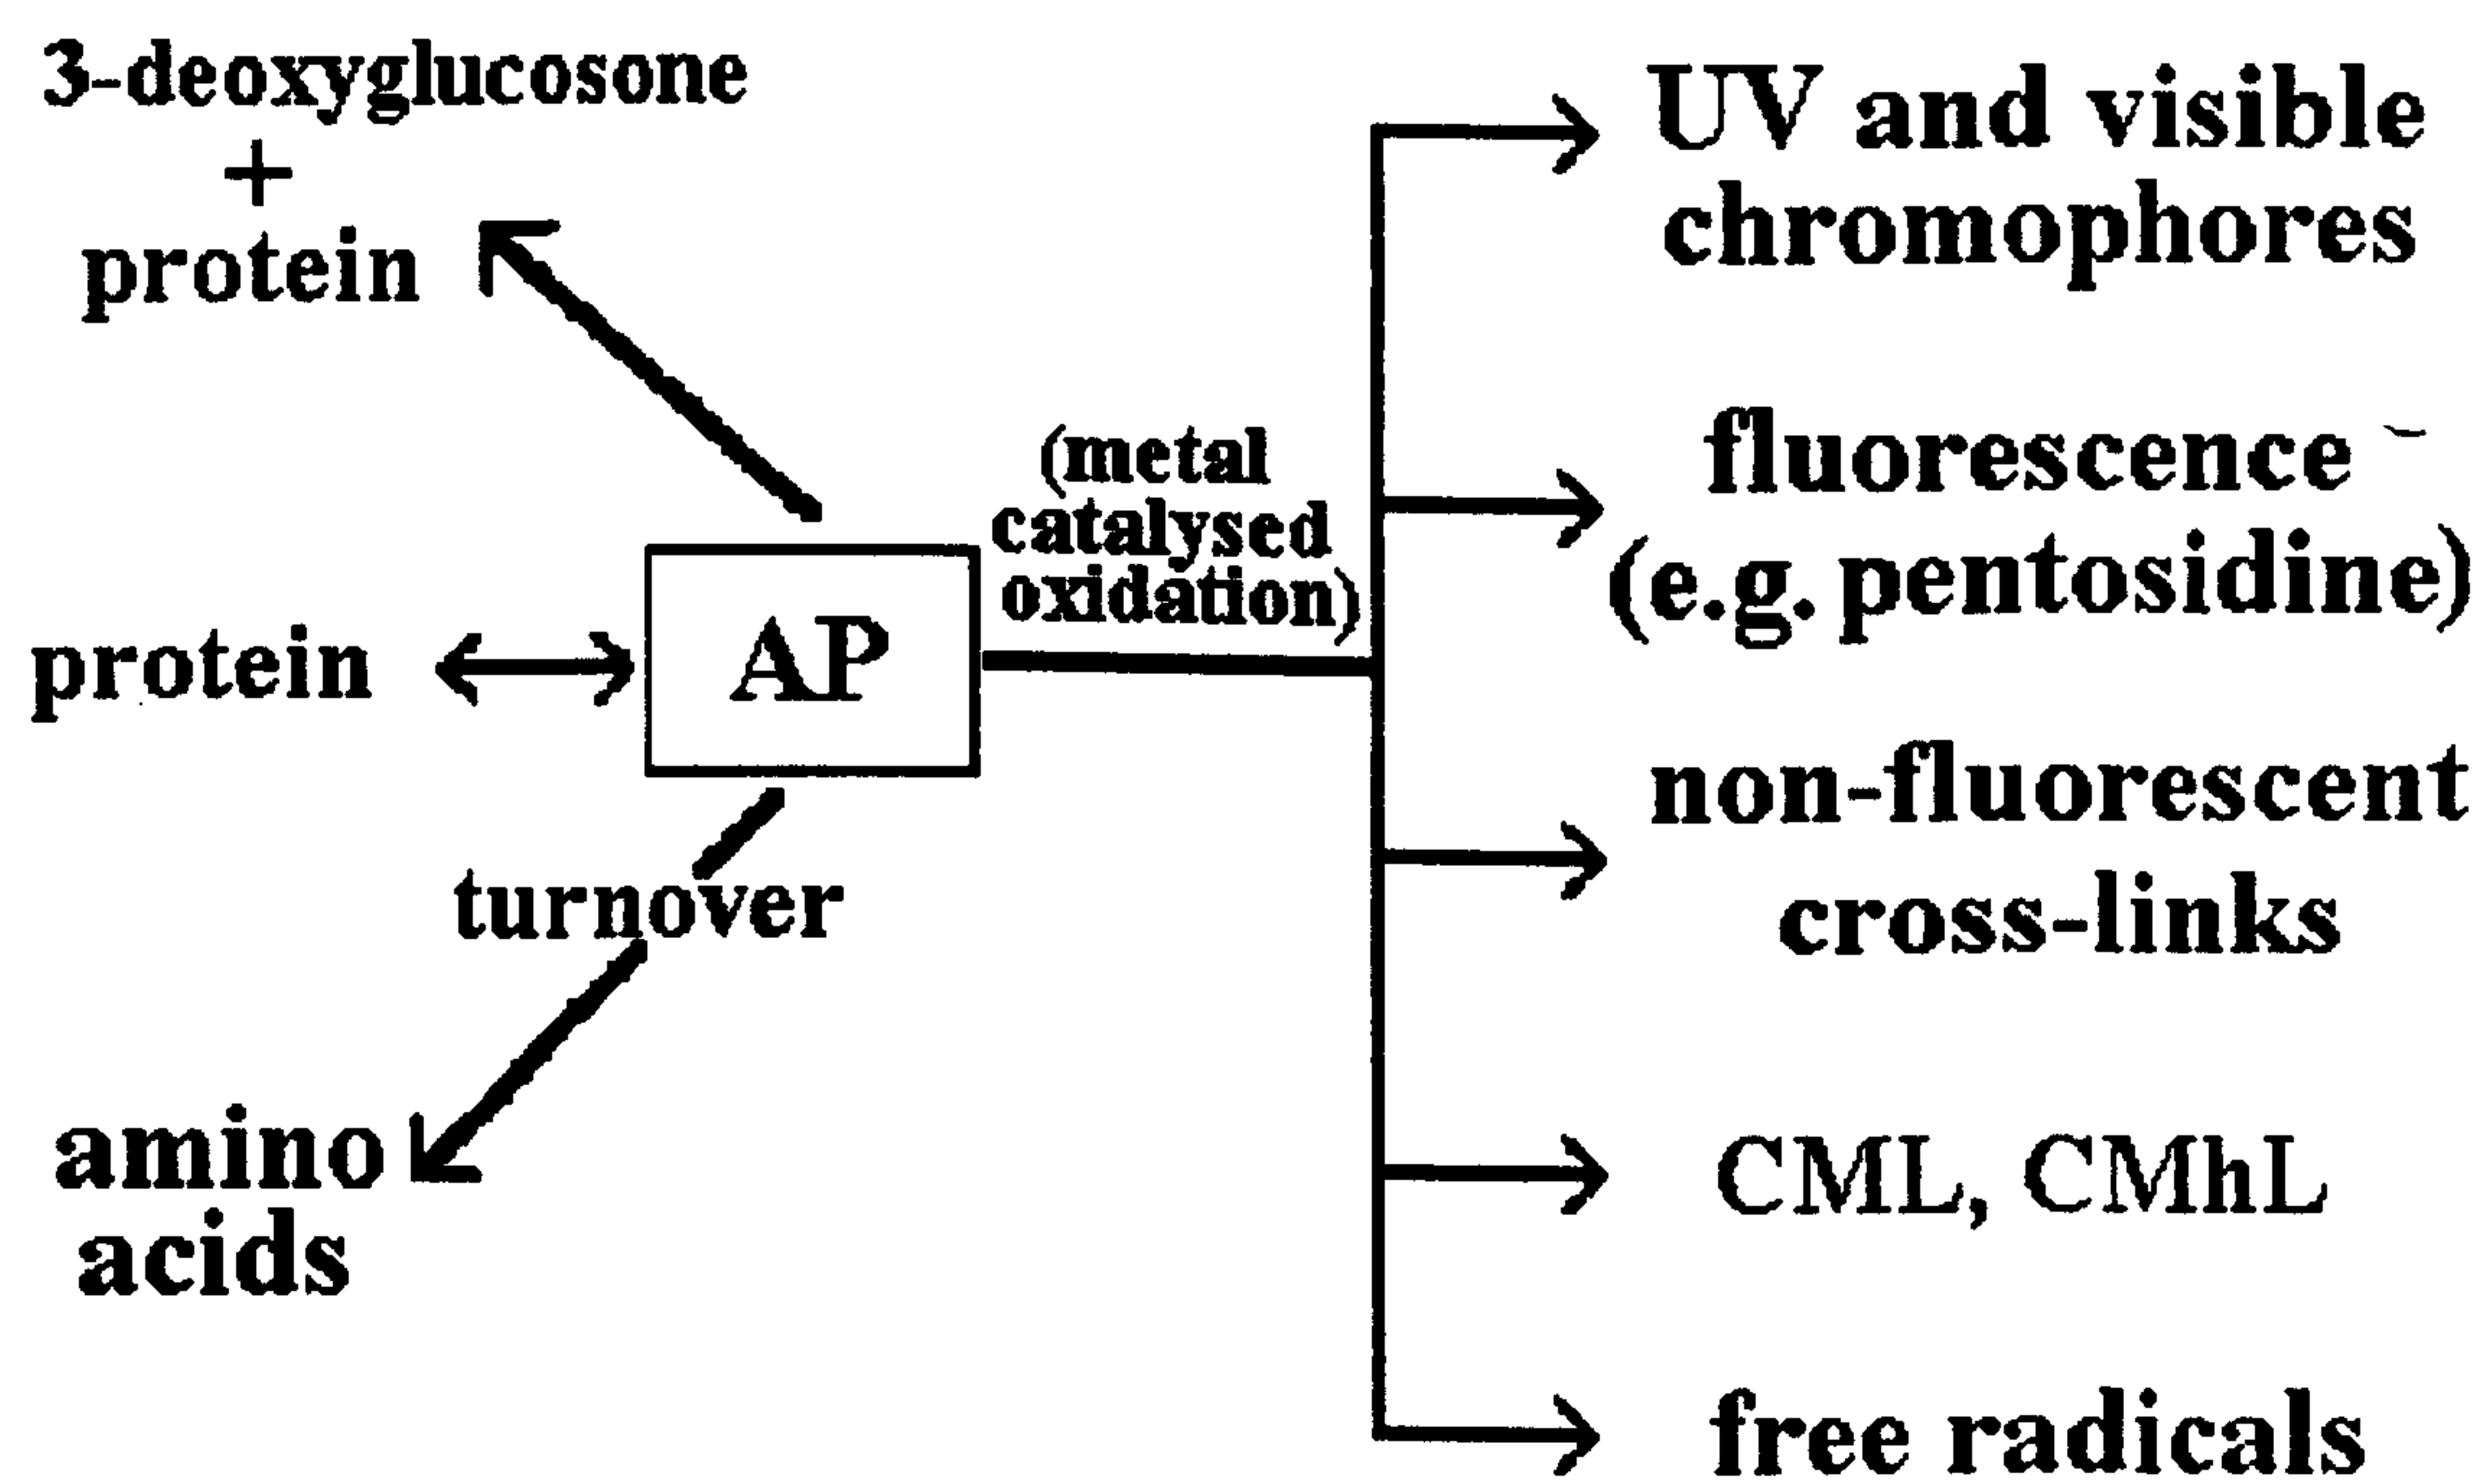 3-deoxyglucosone
+
protein
(metal
catalysed
oxidation)
AP
protein
turnover
amino
acids
UV and visible
chromophores
fluorescence
(e.g. pentosidine)
non-fluorescent
cross-links
CML, CMhL
free radicals